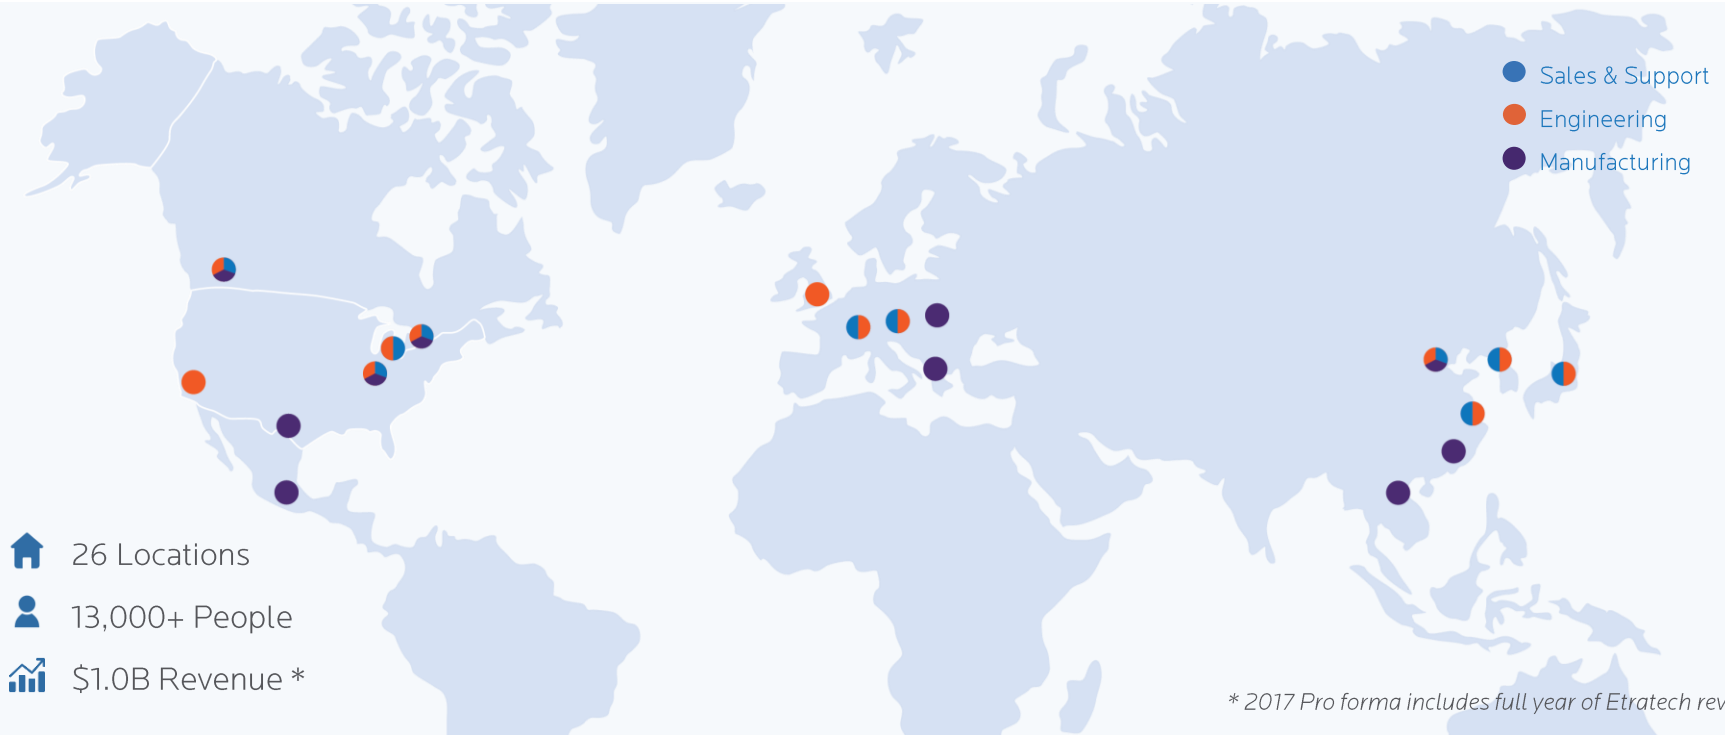 Sales & Support
Engineering
Manufacturing
26 Locations
13,000+ People
$1.0B Revenue *
* 2017 Pro forma includes full year of Etratech